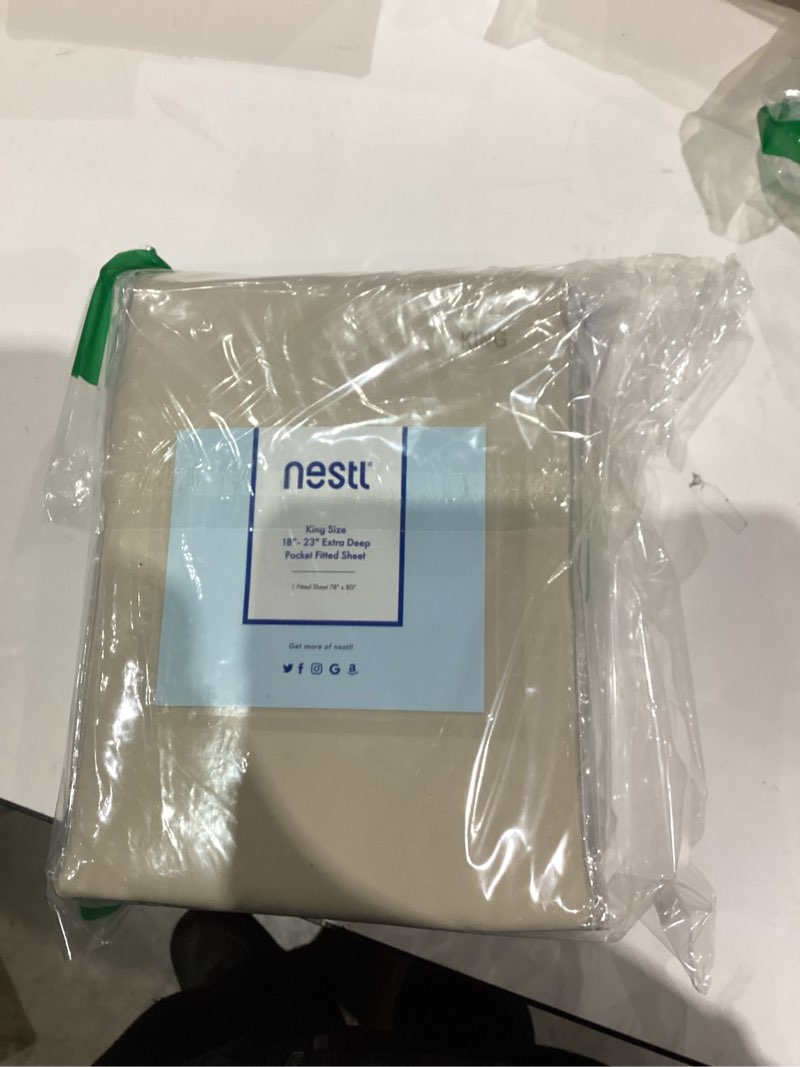 KING
nestl®
King Size
18"- 23" Extra Deep
Pocket Fitted Sheet
1 Fitted Sheet 78" x 80"
Get more of nestl!